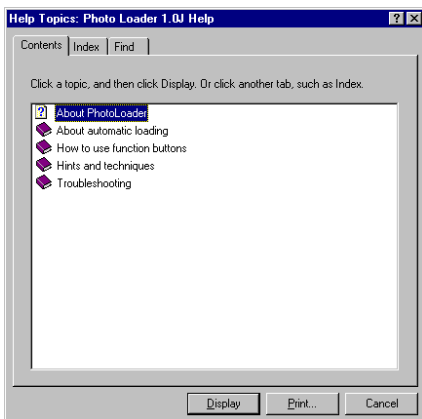 Help Topics: Photo Loader 1.0J Help
Contents Index Find
Click a topic, and then click Display. Or click another tab, such as Index.
About PhotoLoader
About automatic loading
How to use function buttons
Hints and techniques
Troubleshooting
Display Print... Cancel